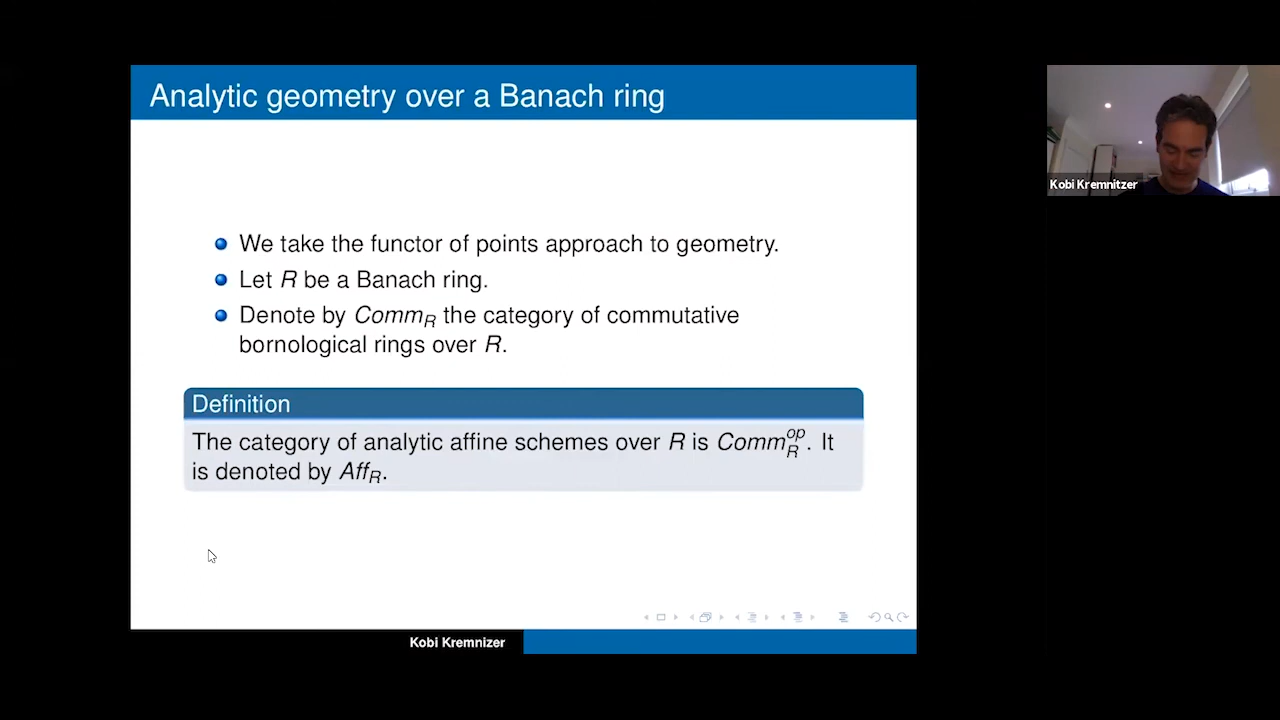 Analytic geometry over a Banach ring
We take the functor of points approach to geometry.
Let R be a Banach ring.
Denote by Comm_R the category of commutative
bornological rings over R.
Definition
The category of analytic affine schemes over R is Comm_R^op. It
is denoted by Aff_R.
Kobi Kremnizer
Kobi Kremnitzer